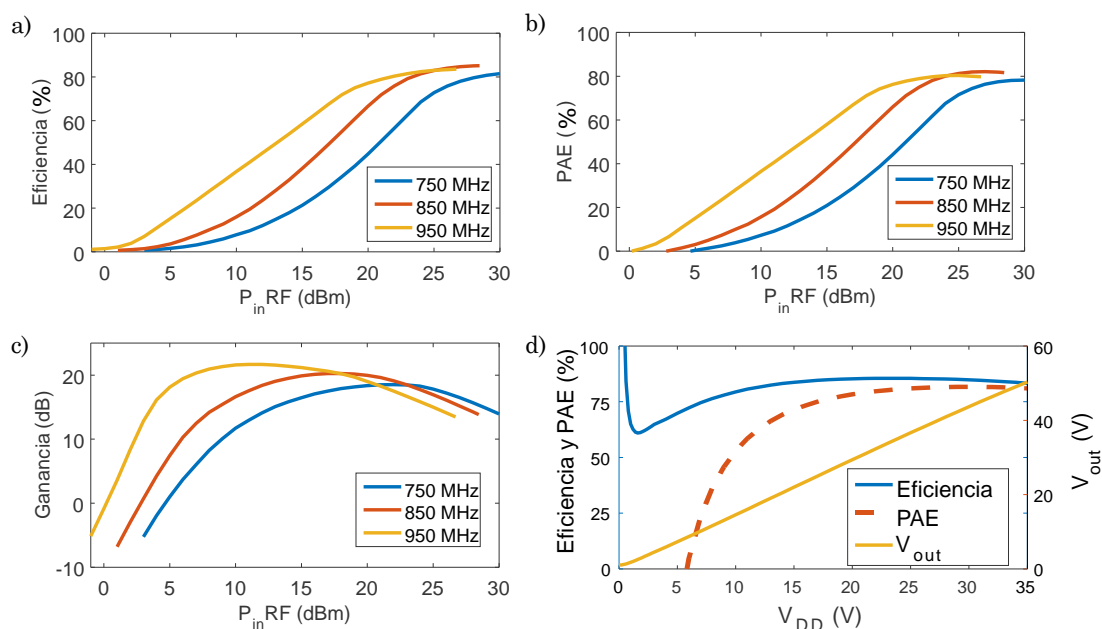 a)
Eficiencia (%)
100
80
60
40
20
0
0 5 10 15 20 25 30
P_in RF (dBm)
750 MHz
850 MHz
950 MHz
b)
PAE (%)
100
80
60
40
20
0
0 5 10 15 20 25 30
P_in RF (dBm)
750 MHz
850 MHz
950 MHz
c)
Ganancia (dB)
20
10
0
-10
0 5 10 15 20 25 30
P_in RF (dBm)
750 MHz
850 MHz
950 MHz
d)
Eficiencia y PAE (%)
100
75
50
25
0
0 5 10 15 20 25 30 35
V_DD (V)
60
40
20
0
V_out (V)
Eficiencia
PAE
V_out